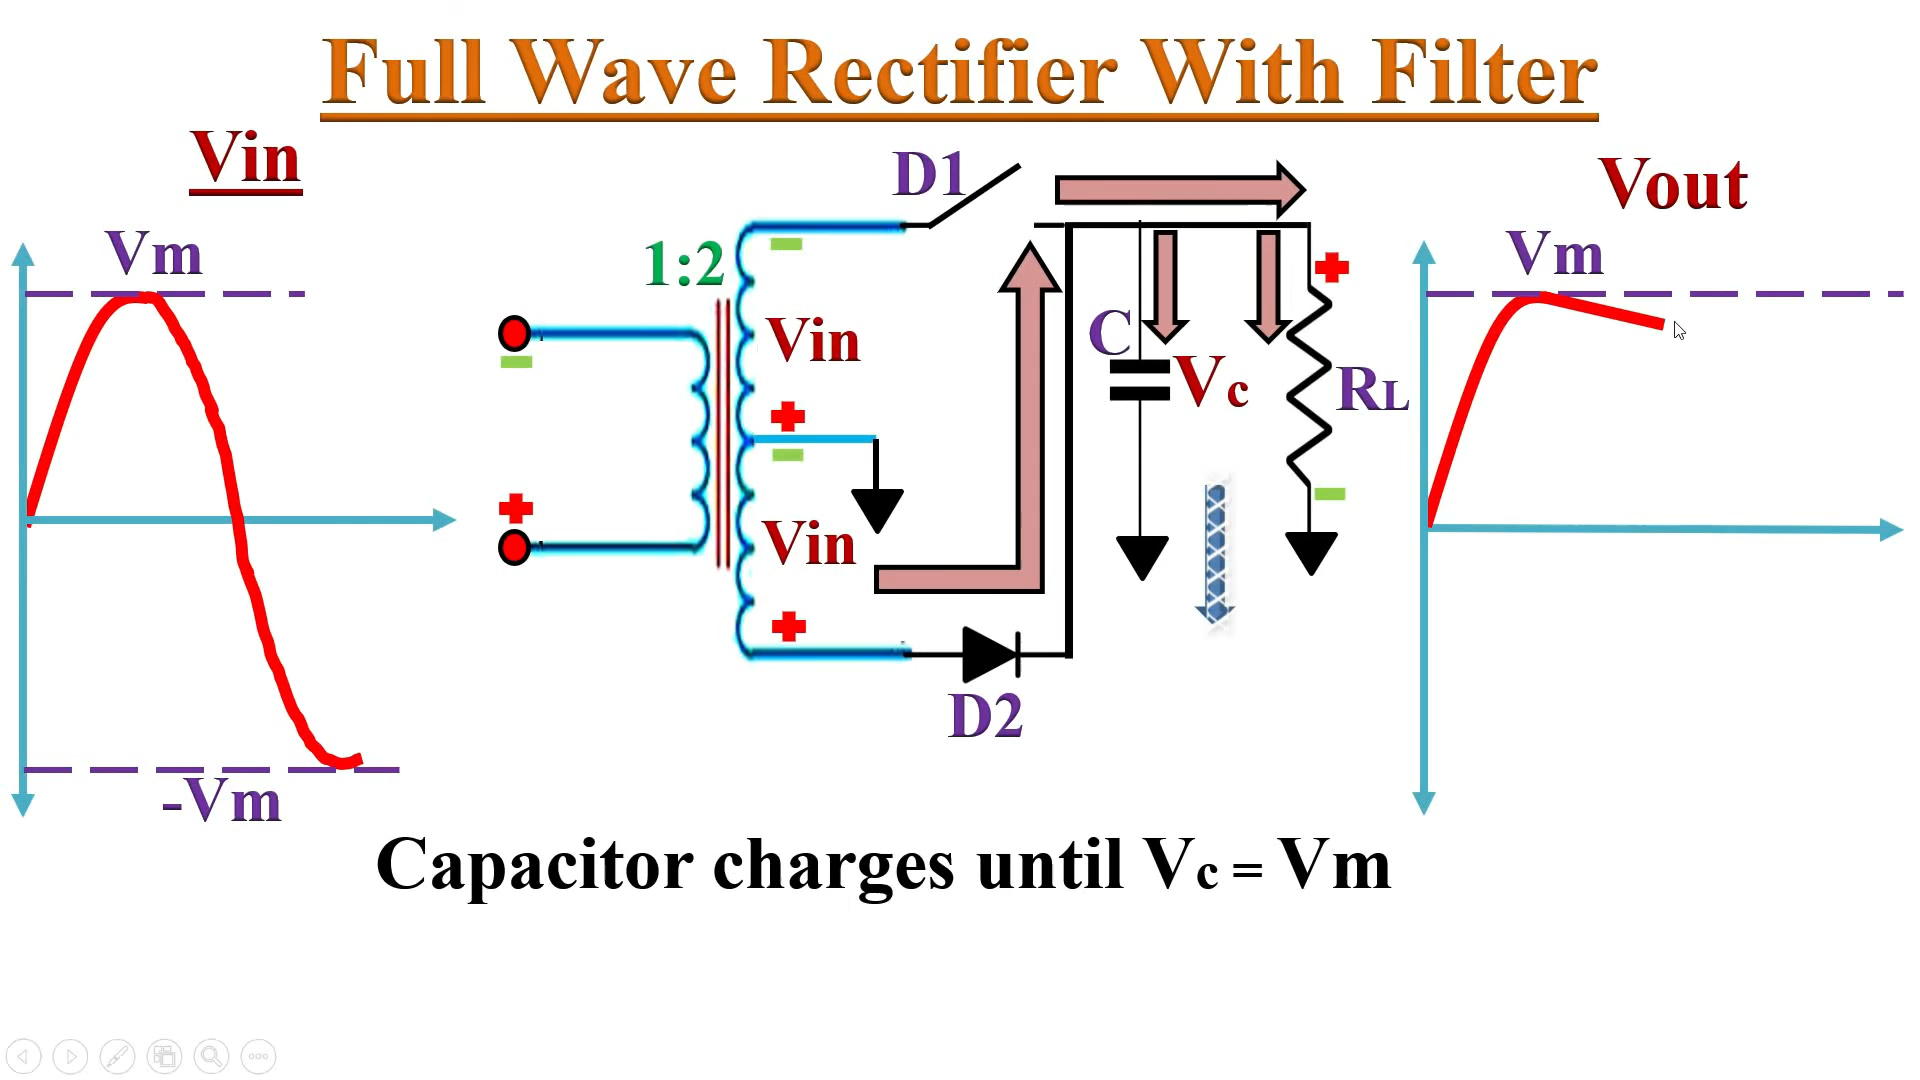 Full Wave Rectifier With Filter
Vin
Vm
-Vm
1:2
D1
Vin
Vin
D2
C
Vc
RL
Vout
Vm
Capacitor charges until Vc = Vm